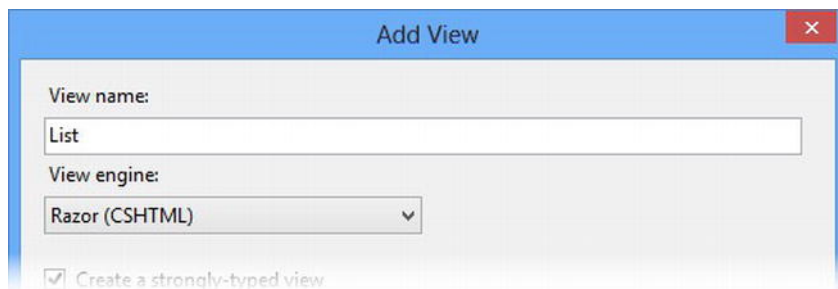 Add View
View name:
List
View engine:
Razor (CSHTML)
Create a strongly-typed view